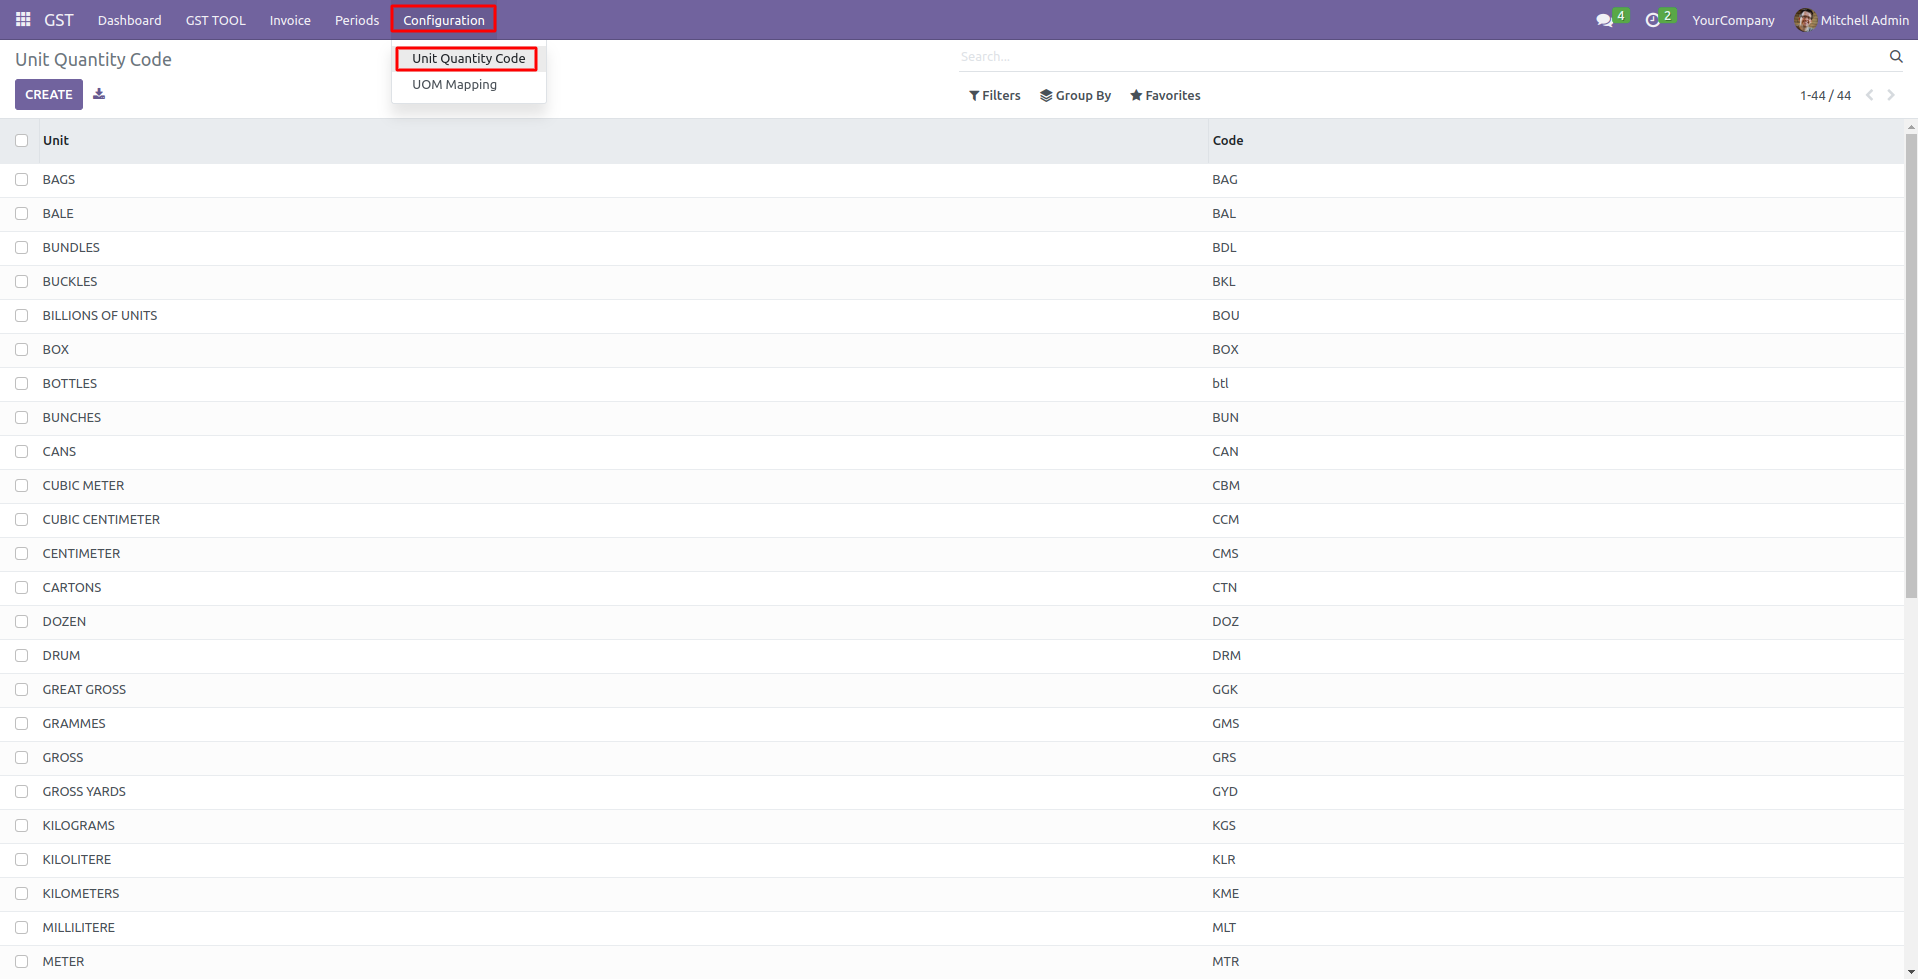 GST Dashboard GST TOOL Invoice Periods Configuration 4 2 YourCompany Mitchell Admin
Unit Quantity Code
Unit Quantity Code
UOM Mapping
Search...
CREATE
Filters Group By Favorites 1-44 / 44
Unit Code
BAGS BAG
BALE BAL
BUNDLES BDL
BUCKLES BKL
BILLIONS OF UNITS BOU
BOX BOX
BOTTLES btl
BUNCHES BUN
CANS CAN
CUBIC METER CBM
CUBIC CENTIMETER CCM
CENTIMETER CMS
CARTONS CTN
DOZEN DOZ
DRUM DRM
GREAT GROSS GGK
GRAMMES GMS
GROSS GRS
GROSS YARDS GYD
KILOGRAMS KGS
KILOLITERE KLR
KILOMETERS KME
MILLILITERE MLT
METER MTR